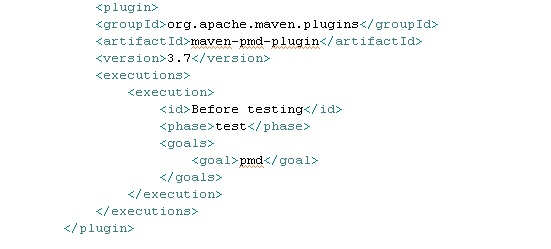 <plugin>
<groupId>org.apache.maven.plugins</groupId>
<artifactId>maven-pmd-plugin</artifactId>
<version>3.7</version>
<executions>
<execution>
<id>Before testing</id>
<phase>test</phase>
<goals>
<goal>pmd</goal>
</goals>
</execution>
</executions>
</plugin>